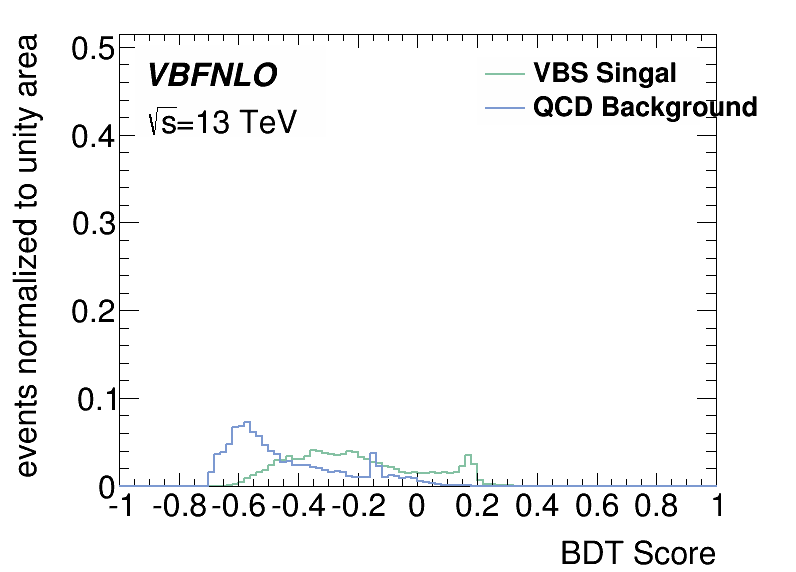 events normalized to unity area
0.5
0.4
0.3
0.2
0.1
0
VBFNLO
√s=13 TeV
VBS Singal
QCD Background
-1 -0.8 -0.6 -0.4 -0.2 0 0.2 0.4 0.6 0.8 1
BDT Score